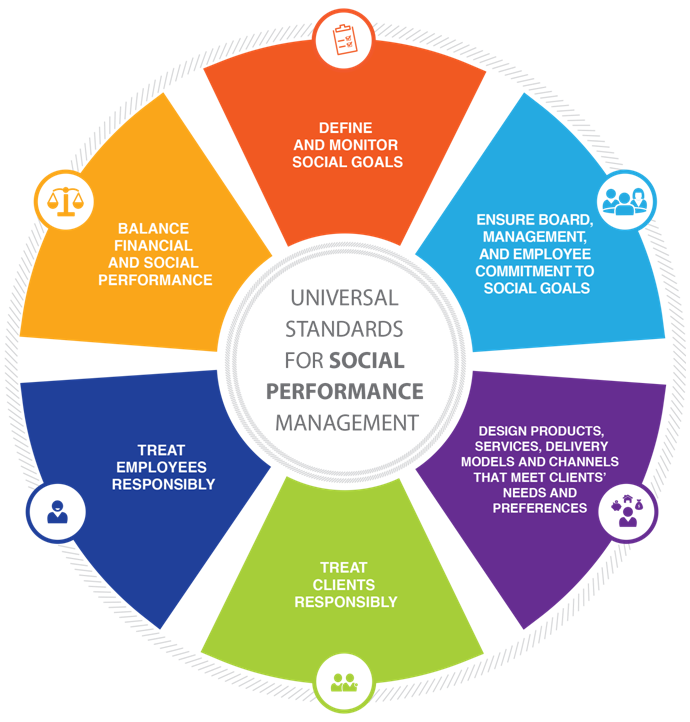 DEFINE
AND MONITOR
SOCIAL GOALS
ENSURE BOARD,
MANAGEMENT,
AND EMPLOYEE
COMMITMENT TO
SOCIAL GOALS
DESIGN PRODUCTS,
SERVICES, DELIVERY
MODELS AND CHANNELS
THAT MEET CLIENTS’
NEEDS AND
PREFERENCES
TREAT
CLIENTS
RESPONSIBLY
TREAT
EMPLOYEES
RESPONSIBLY
BALANCE
FINANCIAL
AND SOCIAL
PERFORMANCE
UNIVERSAL
STANDARDS
FOR SOCIAL
PERFORMANCE
MANAGEMENT